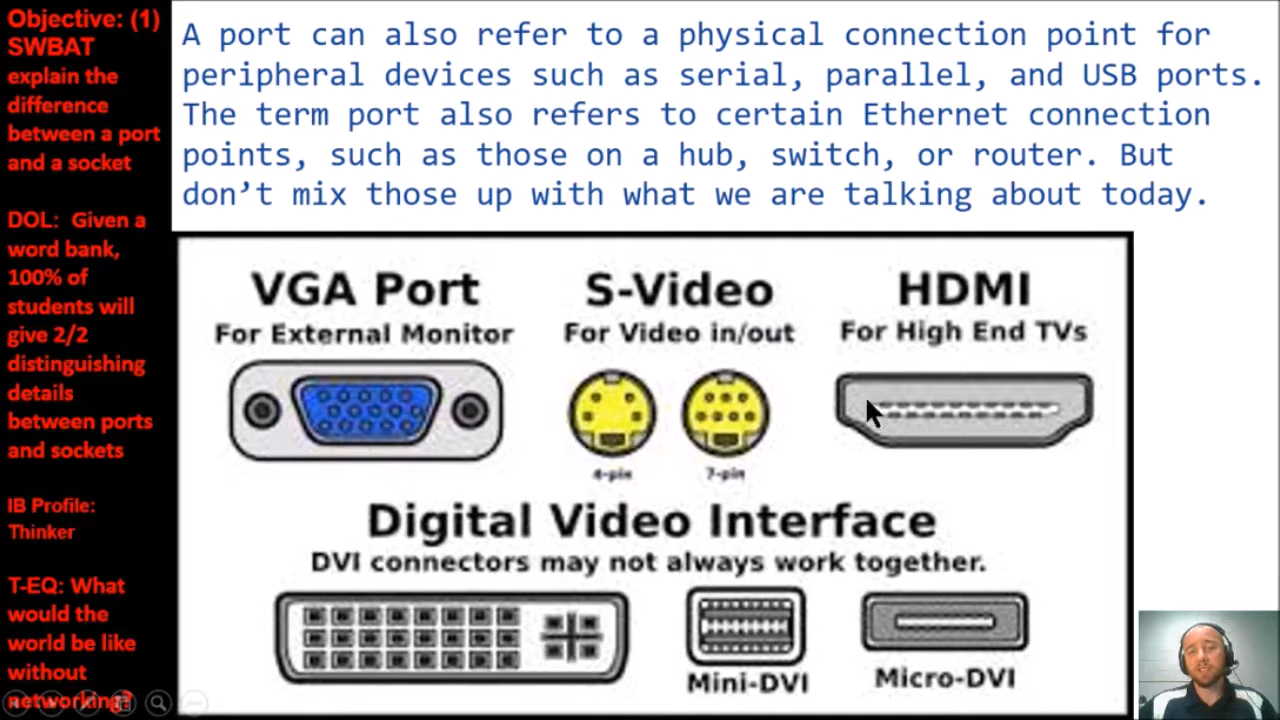 Objective: (1)
SWBAT
explain the
difference
between a port
and a socket
DOL: Given a
word bank,
100% of
students will
give 2/2
distinguishing
details
between ports
and sockets
IB Profile:
Thinker
T-EQ: What
would the
world be like
without
networking?
A port can also refer to a physical connection point for
peripheral devices such as serial, parallel, and USB ports.
The term port also refers to certain Ethernet connection
points, such as those on a hub, switch, or router. But
don’t mix those up with what we are talking about today.
VGA Port
For External Monitor
S-Video
For Video in/out
4-pin
7-pin
HDMI
For High End TVs
Digital Video Interface
DVI connectors may not always work together.
Mini-DVI
Micro-DVI